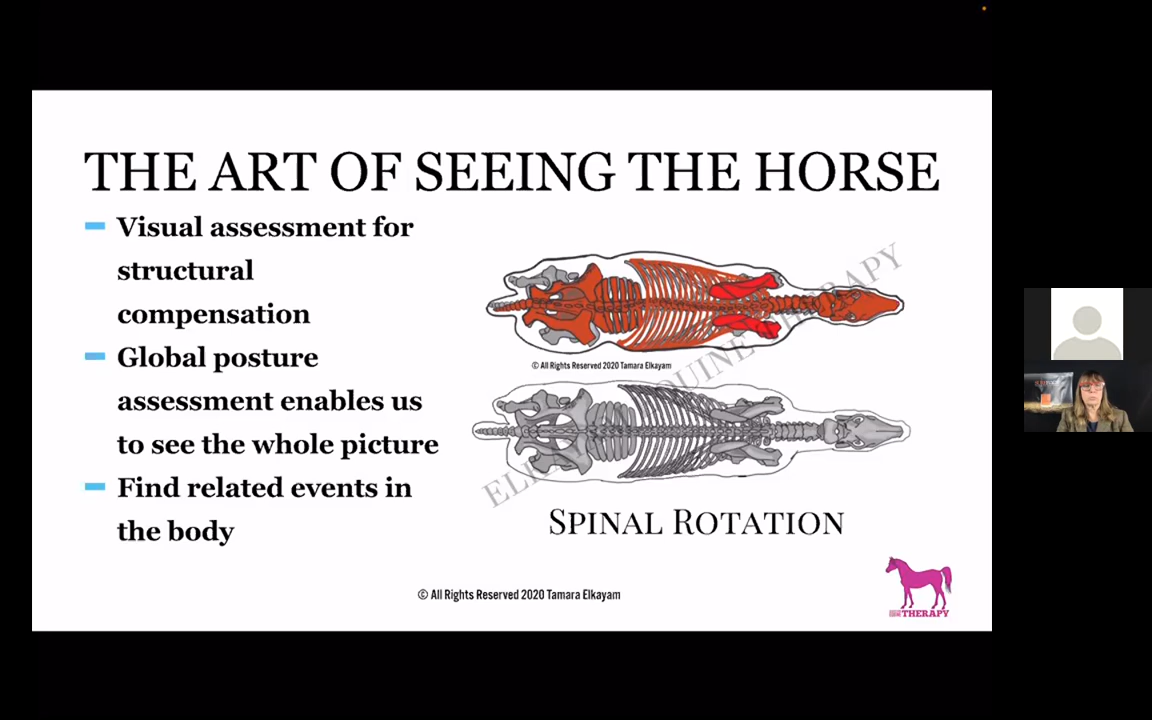 THE ART OF SEEING THE HORSE
Visual assessment for
structural
compensation
Global posture
assessment enables us
to see the whole picture
Find related events in
the body
© All Rights Reserved 2020 Tamara Elkayam
SPINAL ROTATION
© All Rights Reserved 2020 Tamara Elkayam
THERAPY